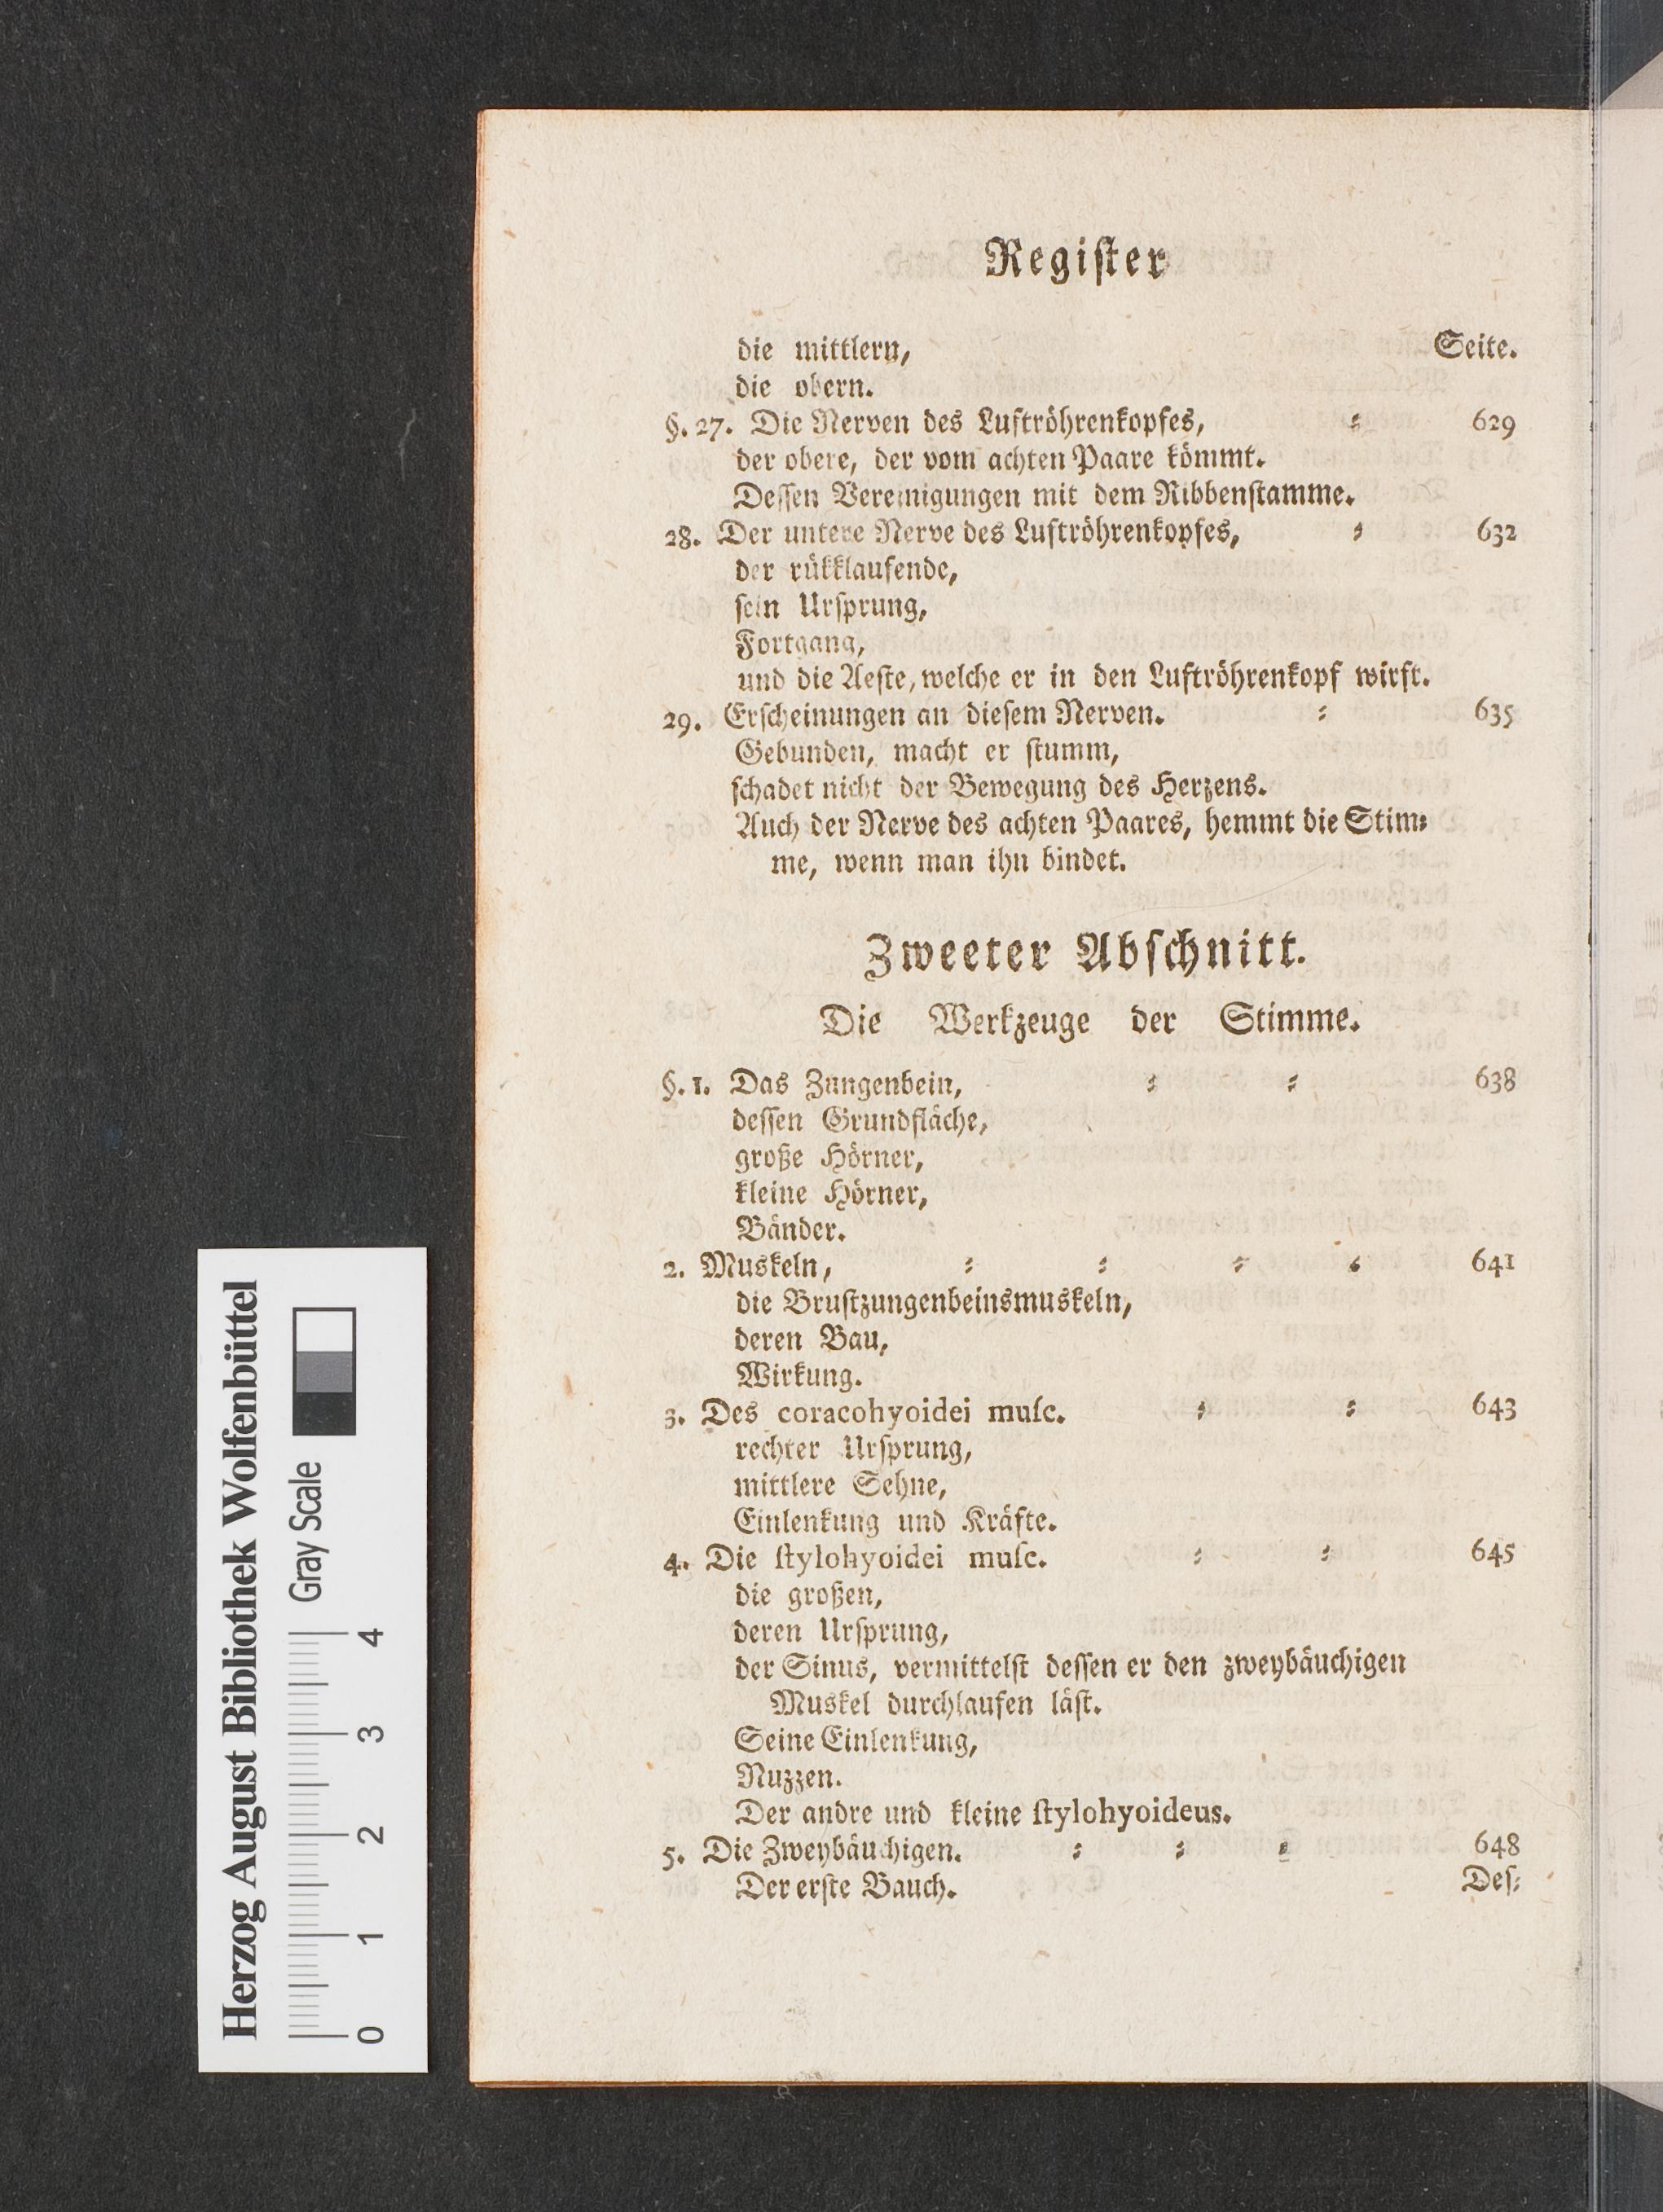 Regiſter
die mittlern, Seite.
die obern.
§. 27. Die Nerven des Luftröhrenkopfes, ⸗ 629
der obere, der vom achten Paare kömmt.
Deſſen Vereinigungen mit dem Ribbenſtamme.
28. Der untere Nerve des Luftröhrenkopfes, ⸗ 632
der rükklaufende,
ſein Urſprung,
Fortgang,
und die Aeſte, welche er in den Luftröhrenkopf wirft.
29. Erſcheinungen an dieſem Nerven. ⸗ 635
Gebunden, macht er ſtumm,
ſchadet nicht der Bewegung des Herzens.
Auch der Nerve des achten Paares, hemmt die Stim⸗
me, wenn man ihn bindet.
Zweeter Abſchnitt.
Die Werkzeuge der Stimme.
§. 1. Das Zungenbein, ⸗ ⸗ 638
deſſen Grundfläche,
große Hörner,
kleine Hörner,
Bänder.
2. Muskeln, ⸗ ⸗ ⸗ ⸗ 641
die Bruſtzungenbeinsmuskeln,
deren Bau,
Wirkung.
3. Des coracohyoidei muſc. ⸗ ⸗ 643
rechter Urſprung,
mittlere Sehne,
Einlenkung und Kräfte.
4. Die ſtylohyoidei muſc. ⸗ ⸗ 645
die großen,
deren Urſprung,
der Sinus, vermittelſt deſſen er den zweybäuchigen
Muskel durchlaufen läſt.
Seine Einlenkung,
Nuzzen.
Der andre und kleine ſtylohyoideus.
5. Die Zweybäuchigen. ⸗ ⸗ ⸗ 648
Der erſte Bauch. Deſ⸗
Herzog August Bibliothek Wolfenbüttel
Gray Scale
0 1 2 3 4